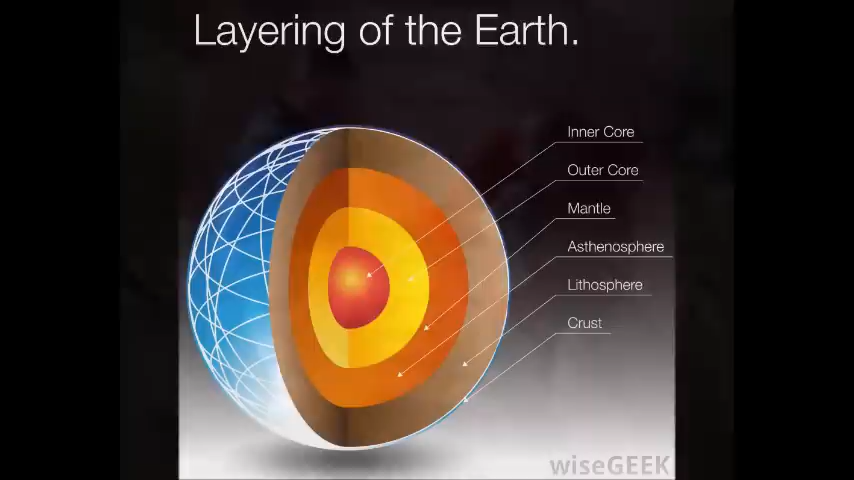 Layering of the Earth.
Inner Core
Outer Core
Mantle
Asthenosphere
Lithosphere
Crust
wiseGEEK